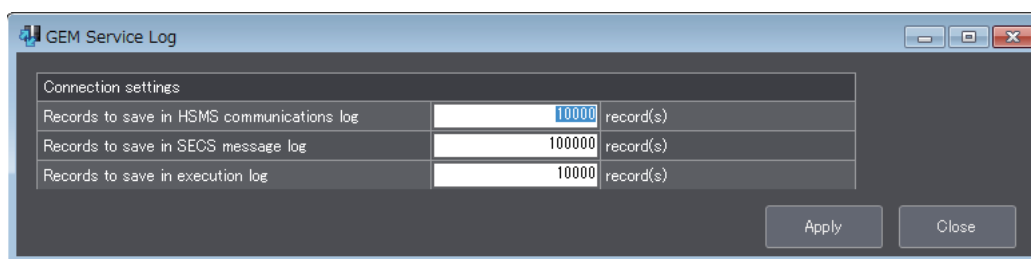 GEM Service Log
Connection settings
Records to save in HSMS communications log 10000 record(s)
Records to save in SECS message log 100000 record(s)
Records to save in execution log 10000 record(s)
Apply Close